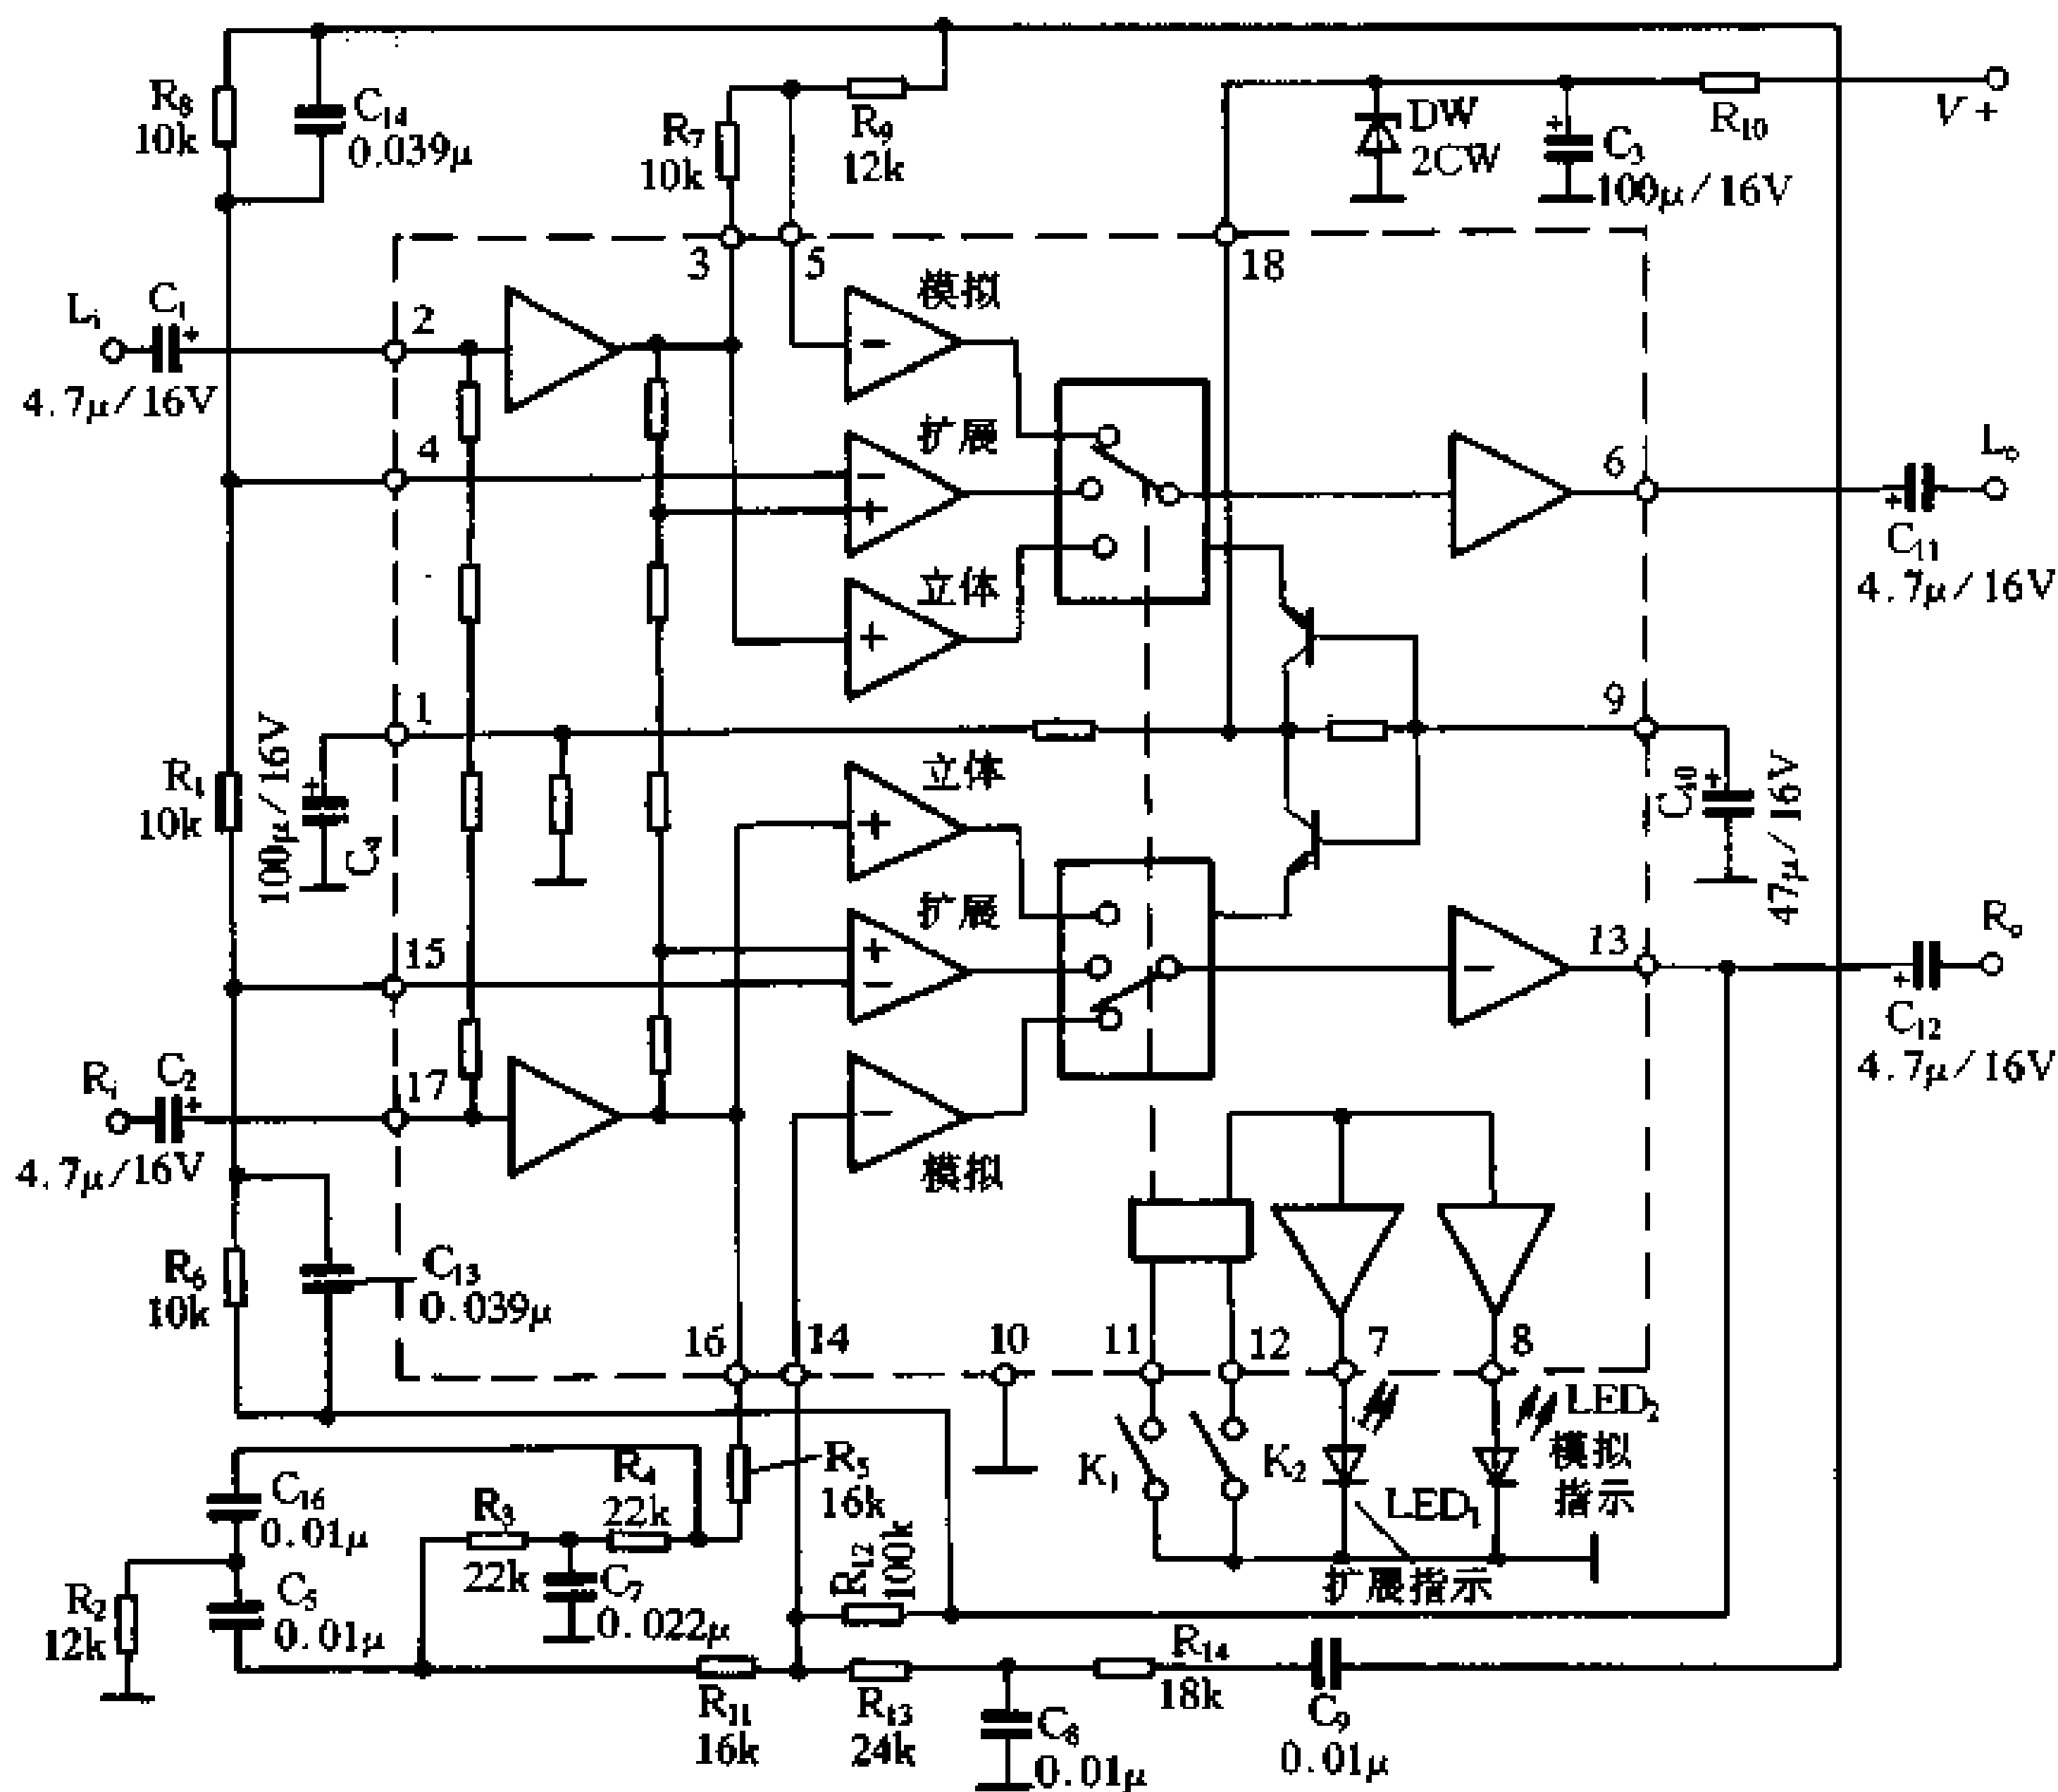 R₈
10k
C₁₄
0.039μ
R₇
10k
R₉
12k
DW
2CW
C₃
100μ/16V
R₁₀
V+
3
5
18
Lᵢ
C₁
4.7μ/16V
2
模拟
4
扩展
6
Lₒ
C₁₁
4.7μ/16V
立体
1
9
R₁
10k
100μ/16V
立体
C₁₀
47μ/16V
扩展
15
13
Rₒ
C₁₂
4.7μ/16V
Rᵢ
C₂
4.7μ/16V
17
模拟
R₆
10k
C₁₃
0.039μ
16
14
10
11
12
7
8
K₁
K₂
LED₁
扩展指示
LED₂
模拟
指示
C₁₆
0.01μ
R₃
22k
R₄
22k
R₅
16k
R₂
12k
C₅
0.01μ
C₇
0.022μ
R₁₂
100k
R₁₁
16k
R₁₃
24k
C₈
0.01μ
R₁₄
18k
C₉
0.01μ